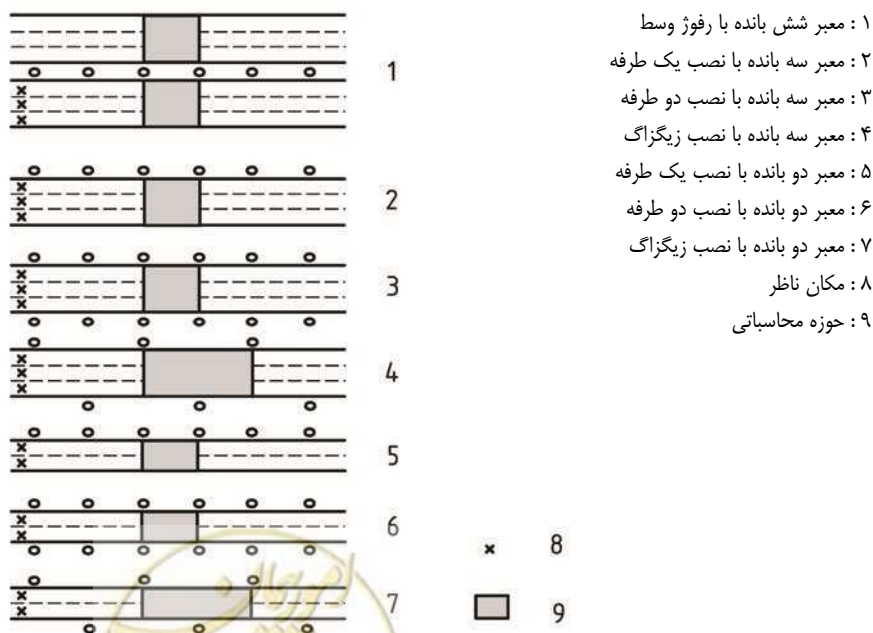 ۱ : معبر شش بانده با رفوژ وسط
۲ : معبر سه بانده با نصب یک طرفه
۳ : معبر سه بانده با نصب دو طرفه
۴ : معبر سه بانده با نصب زیگزاگ
۵ : معبر دو بانده با نصب یک طرفه
۶ : معبر دو بانده با نصب دو طرفه
۷ : معبر دو بانده با نصب زیگزاگ
۸ : مکان ناظر
۹ : حوزه محاسباتی
1
2
3
4
5
6
7
8
9